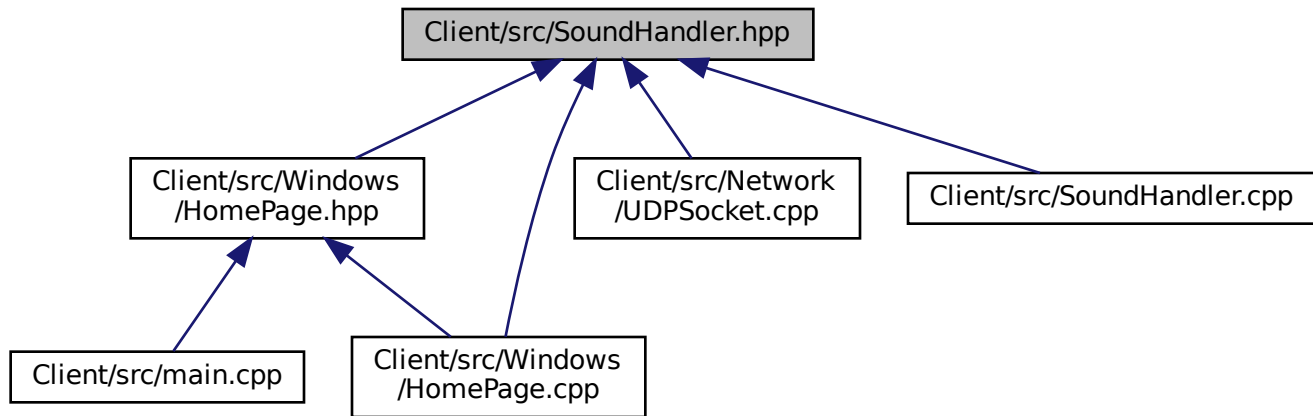 Client/src/SoundHandler.hpp
Client/src/Windows
/HomePage.hpp
Client/src/Network
/UDPSocket.cpp
Client/src/SoundHandler.cpp
Client/src/main.cpp
Client/src/Windows
/HomePage.cpp